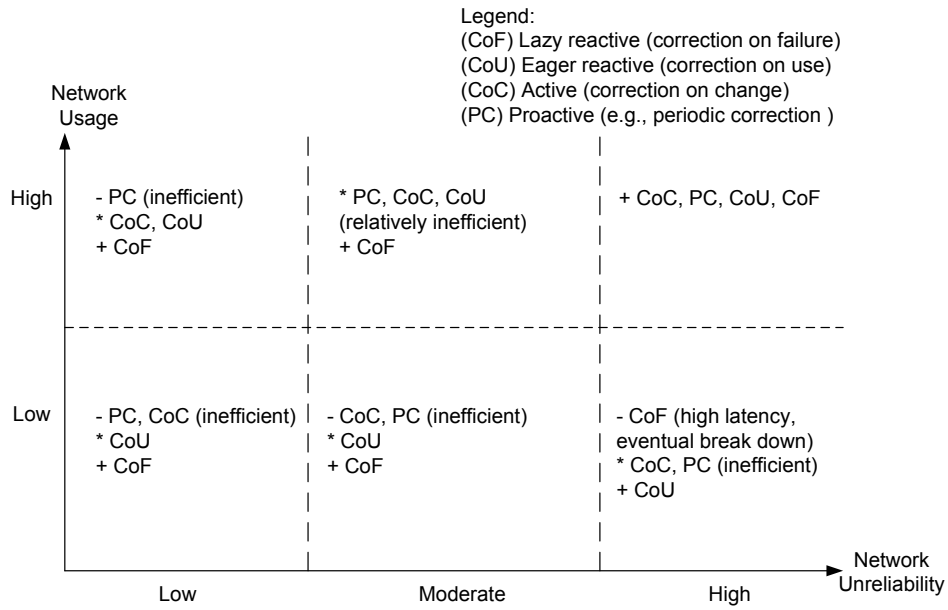 Legend:
(CoF) Lazy reactive (correction on failure)
(CoU) Eager reactive (correction on use)
(CoC) Active (correction on change)
(PC) Proactive (e.g., periodic correction )
Network
Usage
High
- PC (inefficient)
* CoC, CoU
+ CoF
* PC, CoC, CoU
(relatively inefficient)
+ CoF
+ CoC, PC, CoU, CoF
Low
- PC, CoC (inefficient)
* CoU
+ CoF
- CoC, PC (inefficient)
* CoU
+ CoF
- CoF (high latency,
eventual break down)
* CoC, PC (inefficient)
+ CoU
Low
Moderate
High
Network
Unreliability